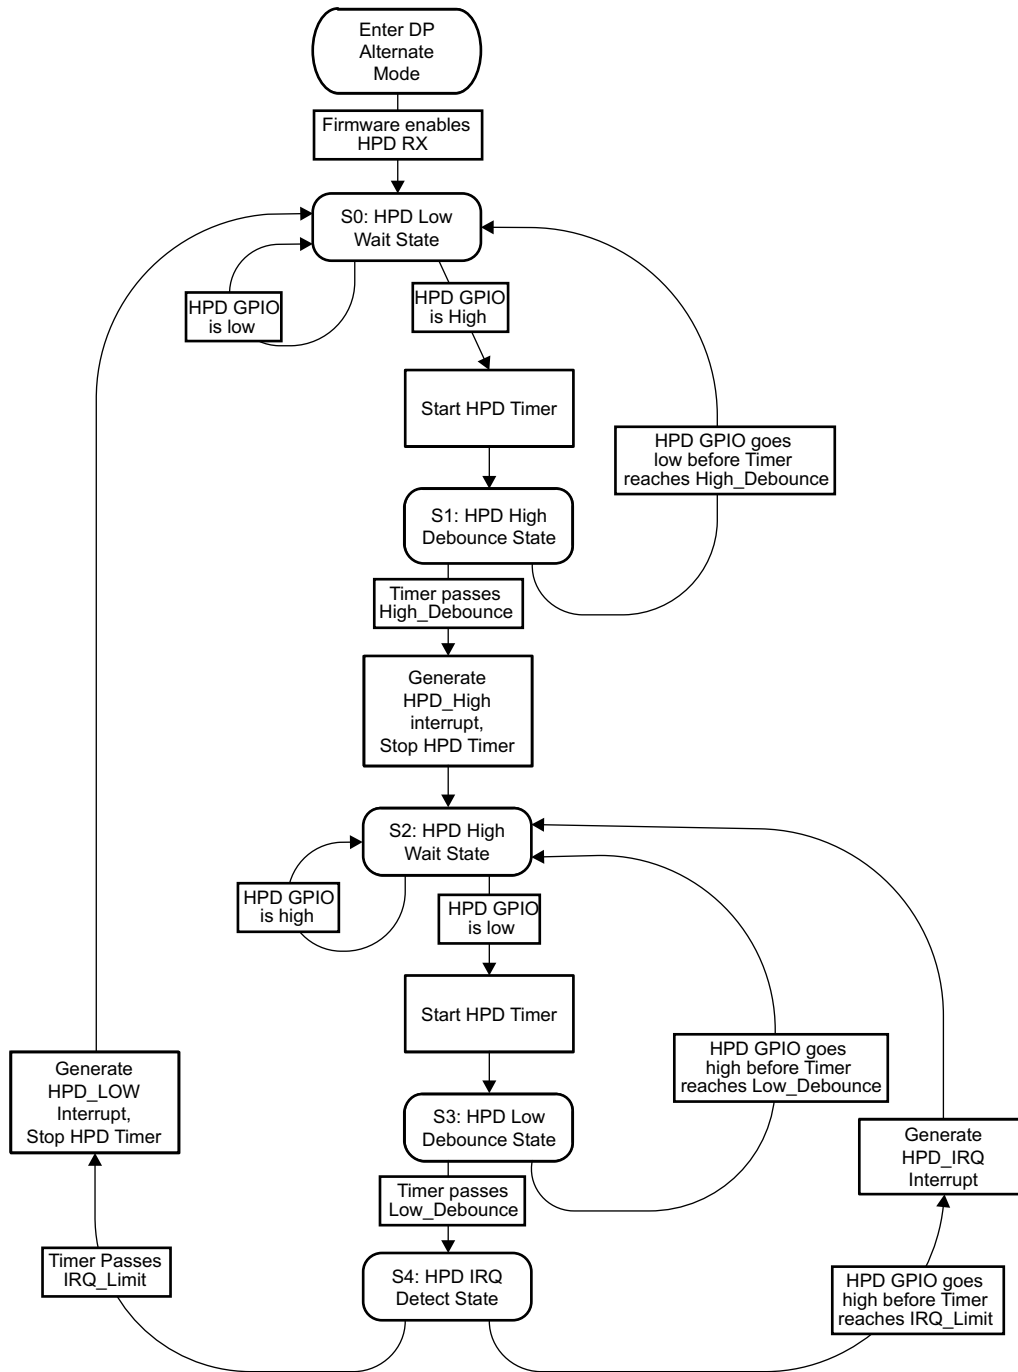 Enter DP
Alternate
Mode
Firmware enables
HPD RX
S0: HPD Low
Wait State
HPD GPIO
is low
HPD GPIO
is High
Start HPD Timer
HPD GPIO goes
low before Timer
reaches High_Debounce
S1: HPD High
Debounce State
Timer passes
High_Debounce
Generate
HPD_High
interrupt,
Stop HPD Timer
S2: HPD High
Wait State
HPD GPIO
is high
HPD GPIO
is low
Start HPD Timer
HPD GPIO goes
high before Timer
reaches Low_Debounce
Generate
HPD_LOW
Interrupt,
Stop HPD Timer
S3: HPD Low
Debounce State
Generate
HPD_IRQ
Interrupt
Timer passes
Low_Debounce
Timer Passes
IRQ_Limit
S4: HPD IRQ
Detect State
HPD GPIO goes
high before Timer
reaches IRQ_Limit